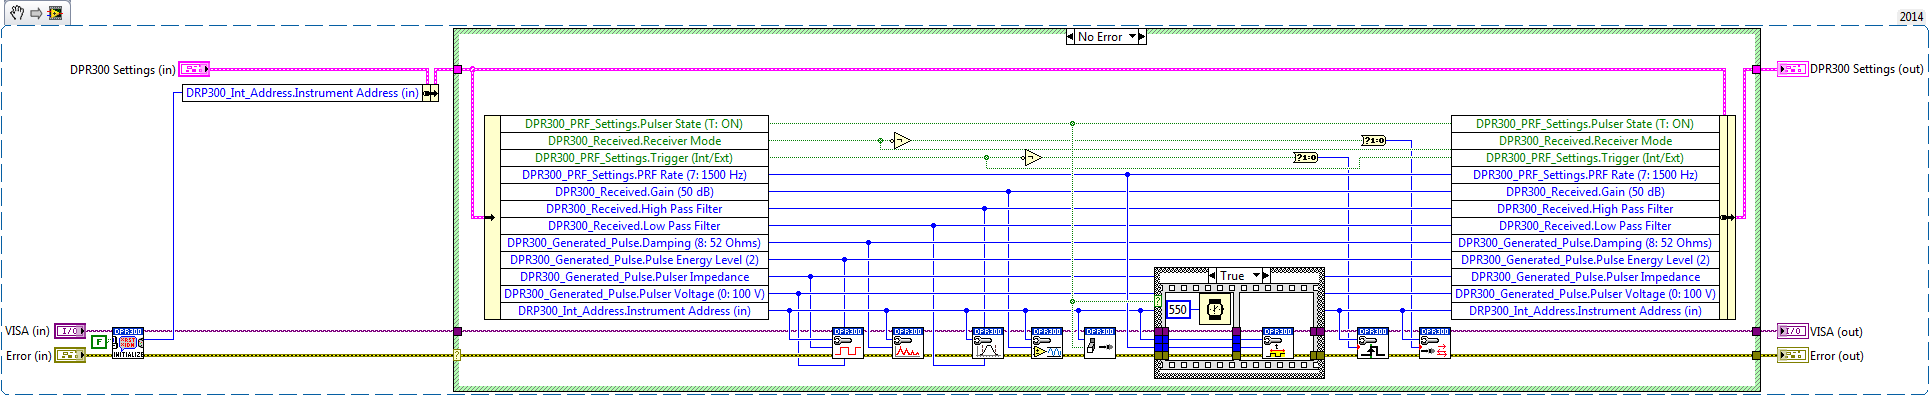 2014
No Error
DPR300 Settings (in)
DPR300 Settings (out)
DRP300_Int_Address.Instrument Address (in)
DPR300_PRF_Settings.Pulser State (T: ON)
DPR300_Received.Receiver Mode
DPR300_PRF_Settings.Trigger (Int/Ext)
DPR300_PRF_Settings.PRF Rate (7: 1500 Hz)
DPR300_Received.Gain (50 dB)
DPR300_Received.High Pass Filter
DPR300_Received.Low Pass Filter
DPR300_Generated_Pulse.Damping (8: 52 Ohms)
DPR300_Generated_Pulse.Pulse Energy Level (2)
DPR300_Generated_Pulse.Pulser Impedance
DPR300_Generated_Pulse.Pulser Voltage (0: 100 V)
DRP300_Int_Address.Instrument Address (in)
?1:0
?1:0
DPR300_PRF_Settings.Pulser State (T: ON)
DPR300_Received.Receiver Mode
DPR300_PRF_Settings.Trigger (Int/Ext)
DPR300_PRF_Settings.PRF Rate (7: 1500 Hz)
DPR300_Received.Gain (50 dB)
DPR300_Received.High Pass Filter
DPR300_Received.Low Pass Filter
DPR300_Generated_Pulse.Damping (8: 52 Ohms)
DPR300_Generated_Pulse.Pulse Energy Level (2)
DPR300_Generated_Pulse.Pulser Impedance
DPR300_Generated_Pulse.Pulser Voltage (0: 100 V)
DRP300_Int_Address.Instrument Address (in)
True
?
550
VISA (in)
I/O
F
DPR300
INITIALIZE
DPR300
DPR300
DPR300
DPR300
DPR300
DPR300
DPR300
DPR300
I/O
VISA (out)
Error (in)
?
Error (out)